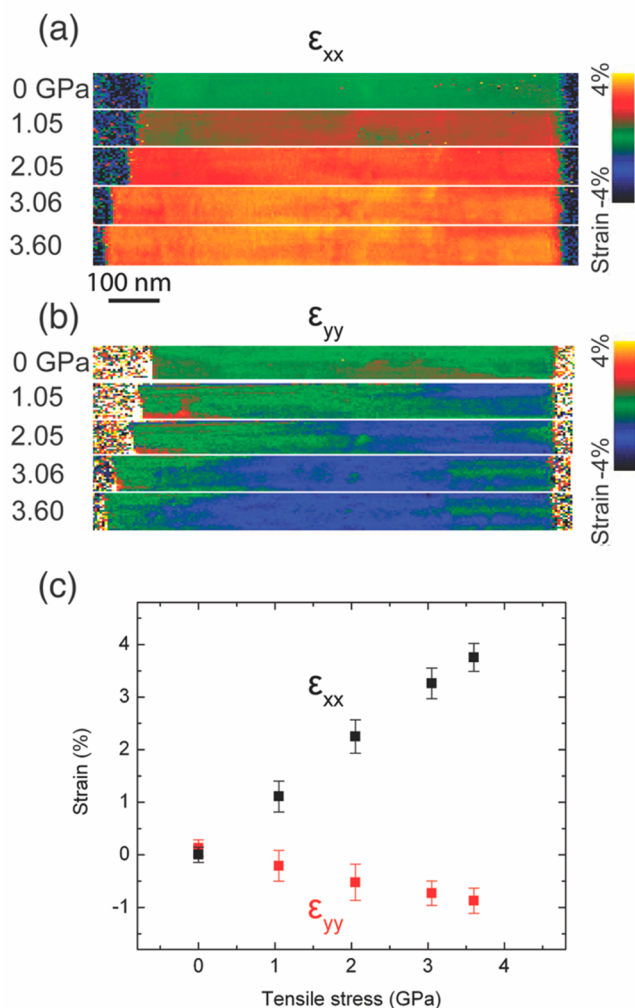 (a)
εxx
0 GPa
1.05
2.05
3.06
3.60
4%
Strain -4%
100 nm
(b)
εyy
0 GPa
1.05
2.05
3.06
3.60
4%
Strain -4%
(c)
4
3
2
1
0
-1
Strain (%)
εxx
εyy
0 1 2 3 4
Tensile stress (GPa)